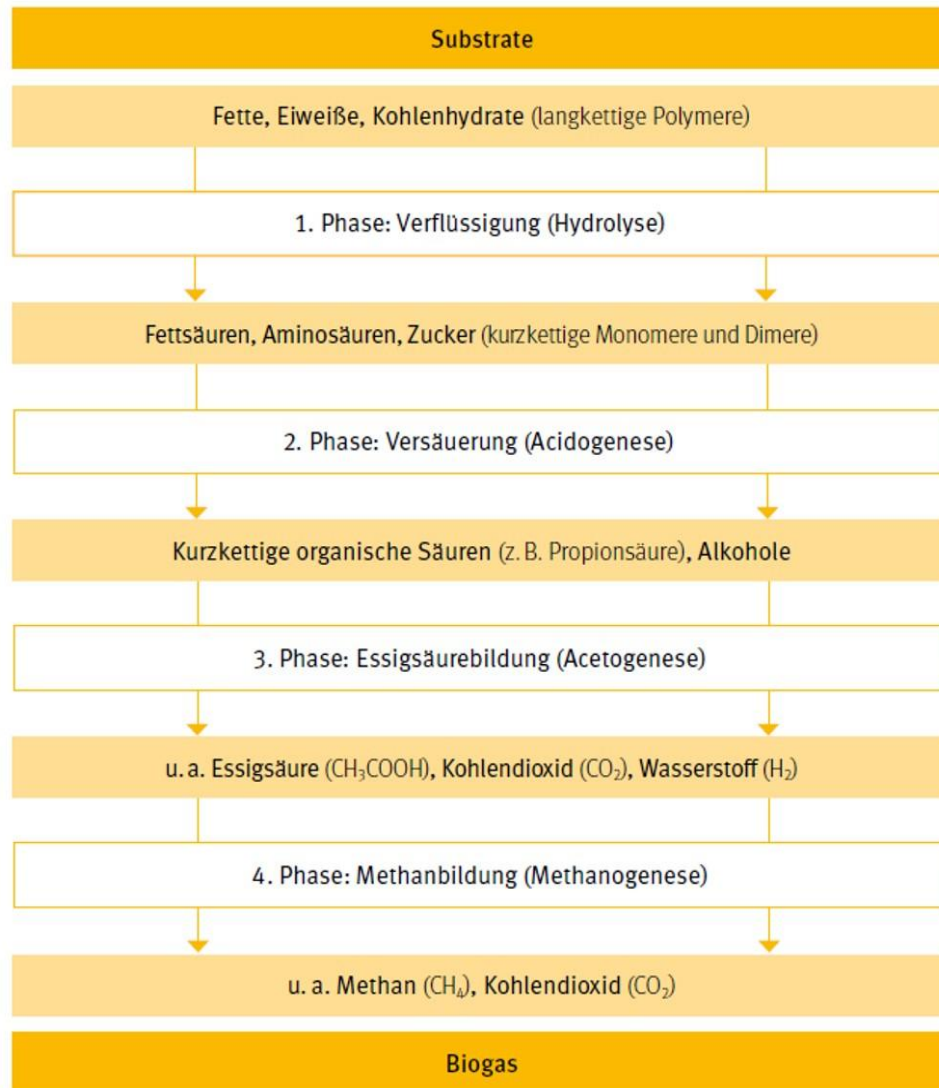 Substrate
Fette, Eiweiße, Kohlenhydrate (langkettige Polymere)
1. Phase: Verflüssigung (Hydrolyse)
Fettsäuren, Aminosäuren, Zucker (kurzkettige Monomere und Dimere)
2. Phase: Versäuerung (Acidogenese)
Kurzkettige organische Säuren (z. B. Propionsäure), Alkohole
3. Phase: Essigsäurebildung (Acetogenese)
u. a. Essigsäure (CH₃COOH), Kohlendioxid (CO₂), Wasserstoff (H₂)
4. Phase: Methanbildung (Methanogenese)
u. a. Methan (CH₄), Kohlendioxid (CO₂)
Biogas